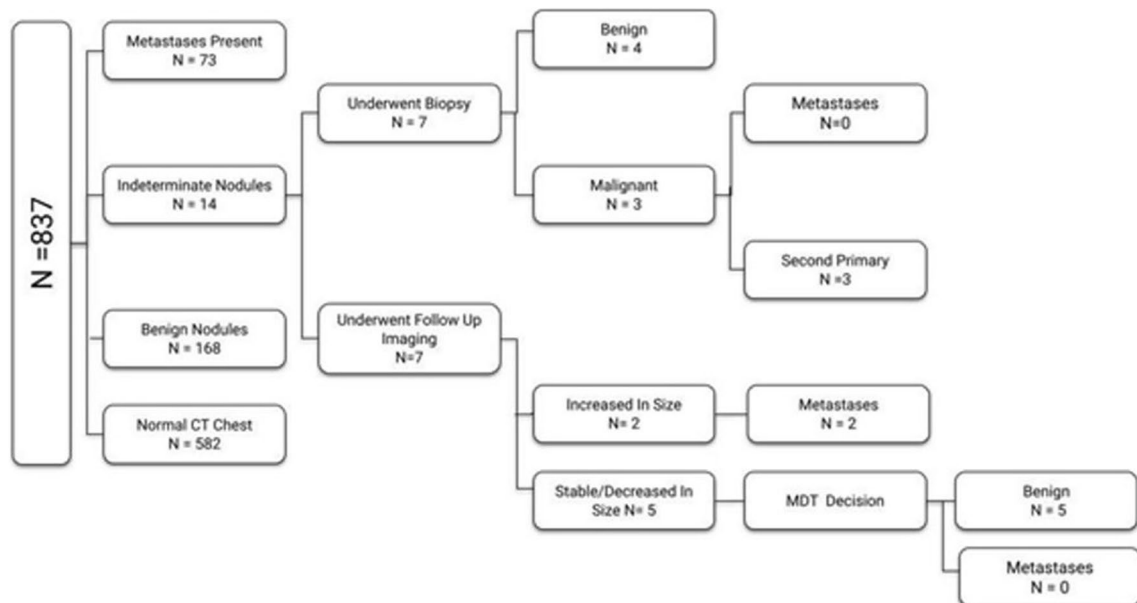 N =837
Metastases Present
N = 73
Indeterminate Nodules
N = 14
Benign Nodules
N = 168
Normal CT Chest
N = 582
Underwent Biopsy
N = 7
Underwent Follow Up
Imaging
N=7
Benign
N = 4
Malignant
N = 3
Metastases
N=0
Second Primary
N =3
Increased In Size
N= 2
Metastases
N = 2
Stable/Decreased In
Size N= 5
MDT Decision
Benign
N = 5
Metastases
N = 0